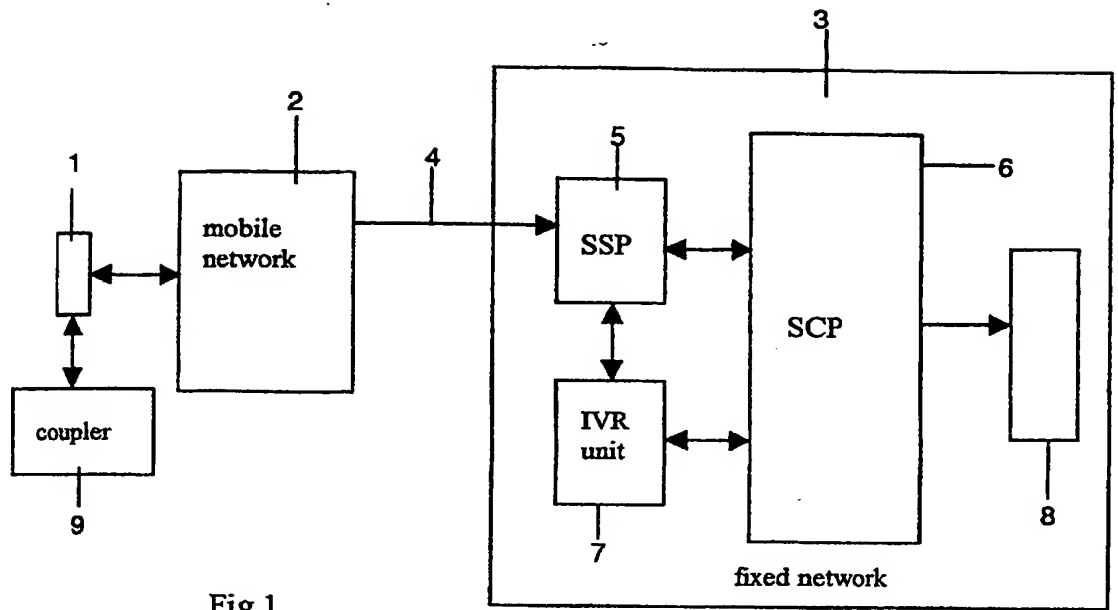 3
2
1
4
5
6
mobile
network
SSP
SCP
coupler
IVR
unit
9
7
8
fixed network
Fig 1